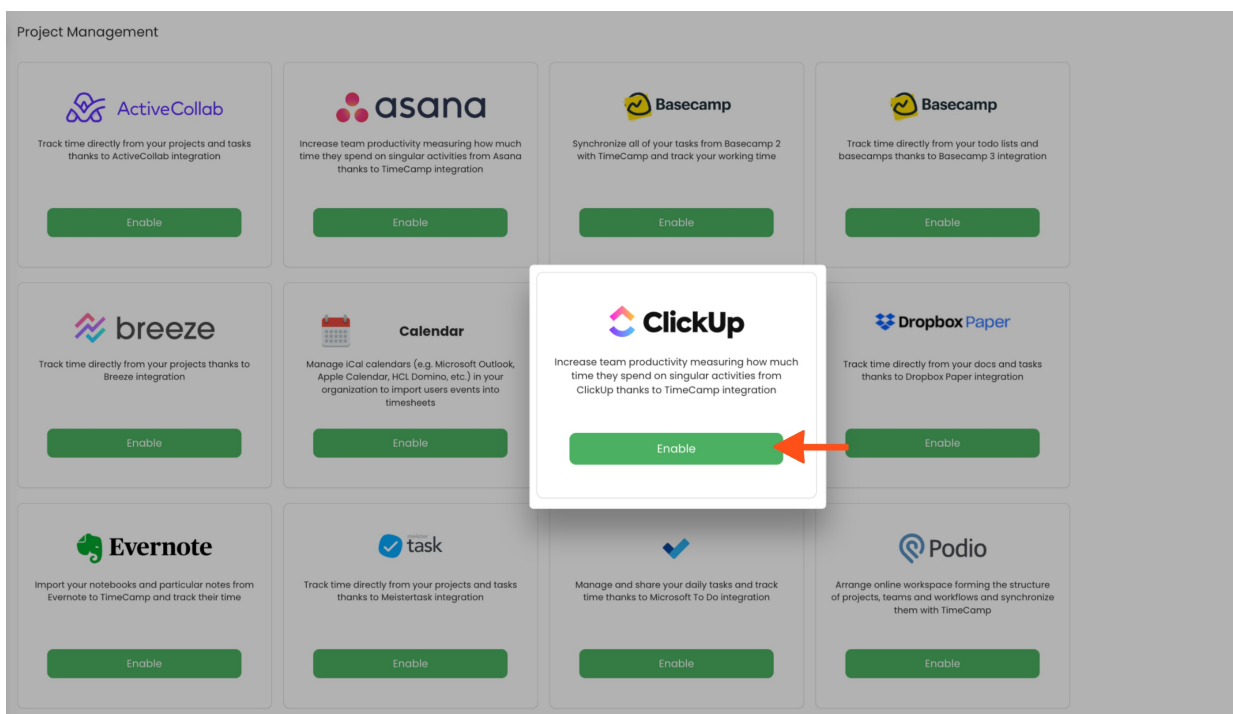 Project Management
ActiveCollab
Track time directly from your projects and tasks
thanks to ActiveCollab integration
Enable
asana
Increase team productivity measuring how much
time they spend on singular activities from Asana
thanks to TimeCamp integration
Enable
Basecamp
Synchronize all of your tasks from Basecamp 2
with TimeCamp and track your working time
Enable
Basecamp
Track time directly from your todo lists and
basecamps thanks to Basecamp 3 integration
Enable
breeze
Track time directly from your projects thanks to
Breeze integration
Enable
Calendar
Manage iCal calendars (e.g. Microsoft Outlook,
Apple Calendar, HCL Domino, etc.) in your
organization to import users events into
timesheets
Enable
ClickUp
Increase team productivity measuring how much
time they spend on singular activities from
ClickUp thanks to TimeCamp integration
Enable
Dropbox Paper
Track time directly from your docs and tasks
thanks to Dropbox Paper integration
Enable
Evernote
Import your notebooks and particular notes from
Evernote to TimeCamp and track their time
Enable
meister
task
Track time directly from your projects and tasks
thanks to Meistertask integration
Enable
Manage and share your daily tasks and track
time thanks to Microsoft To Do integration
Enable
Podio
Arrange online workspace forming the structure
of projects, teams and workflows and synchronize
them with TimeCamp
Enable